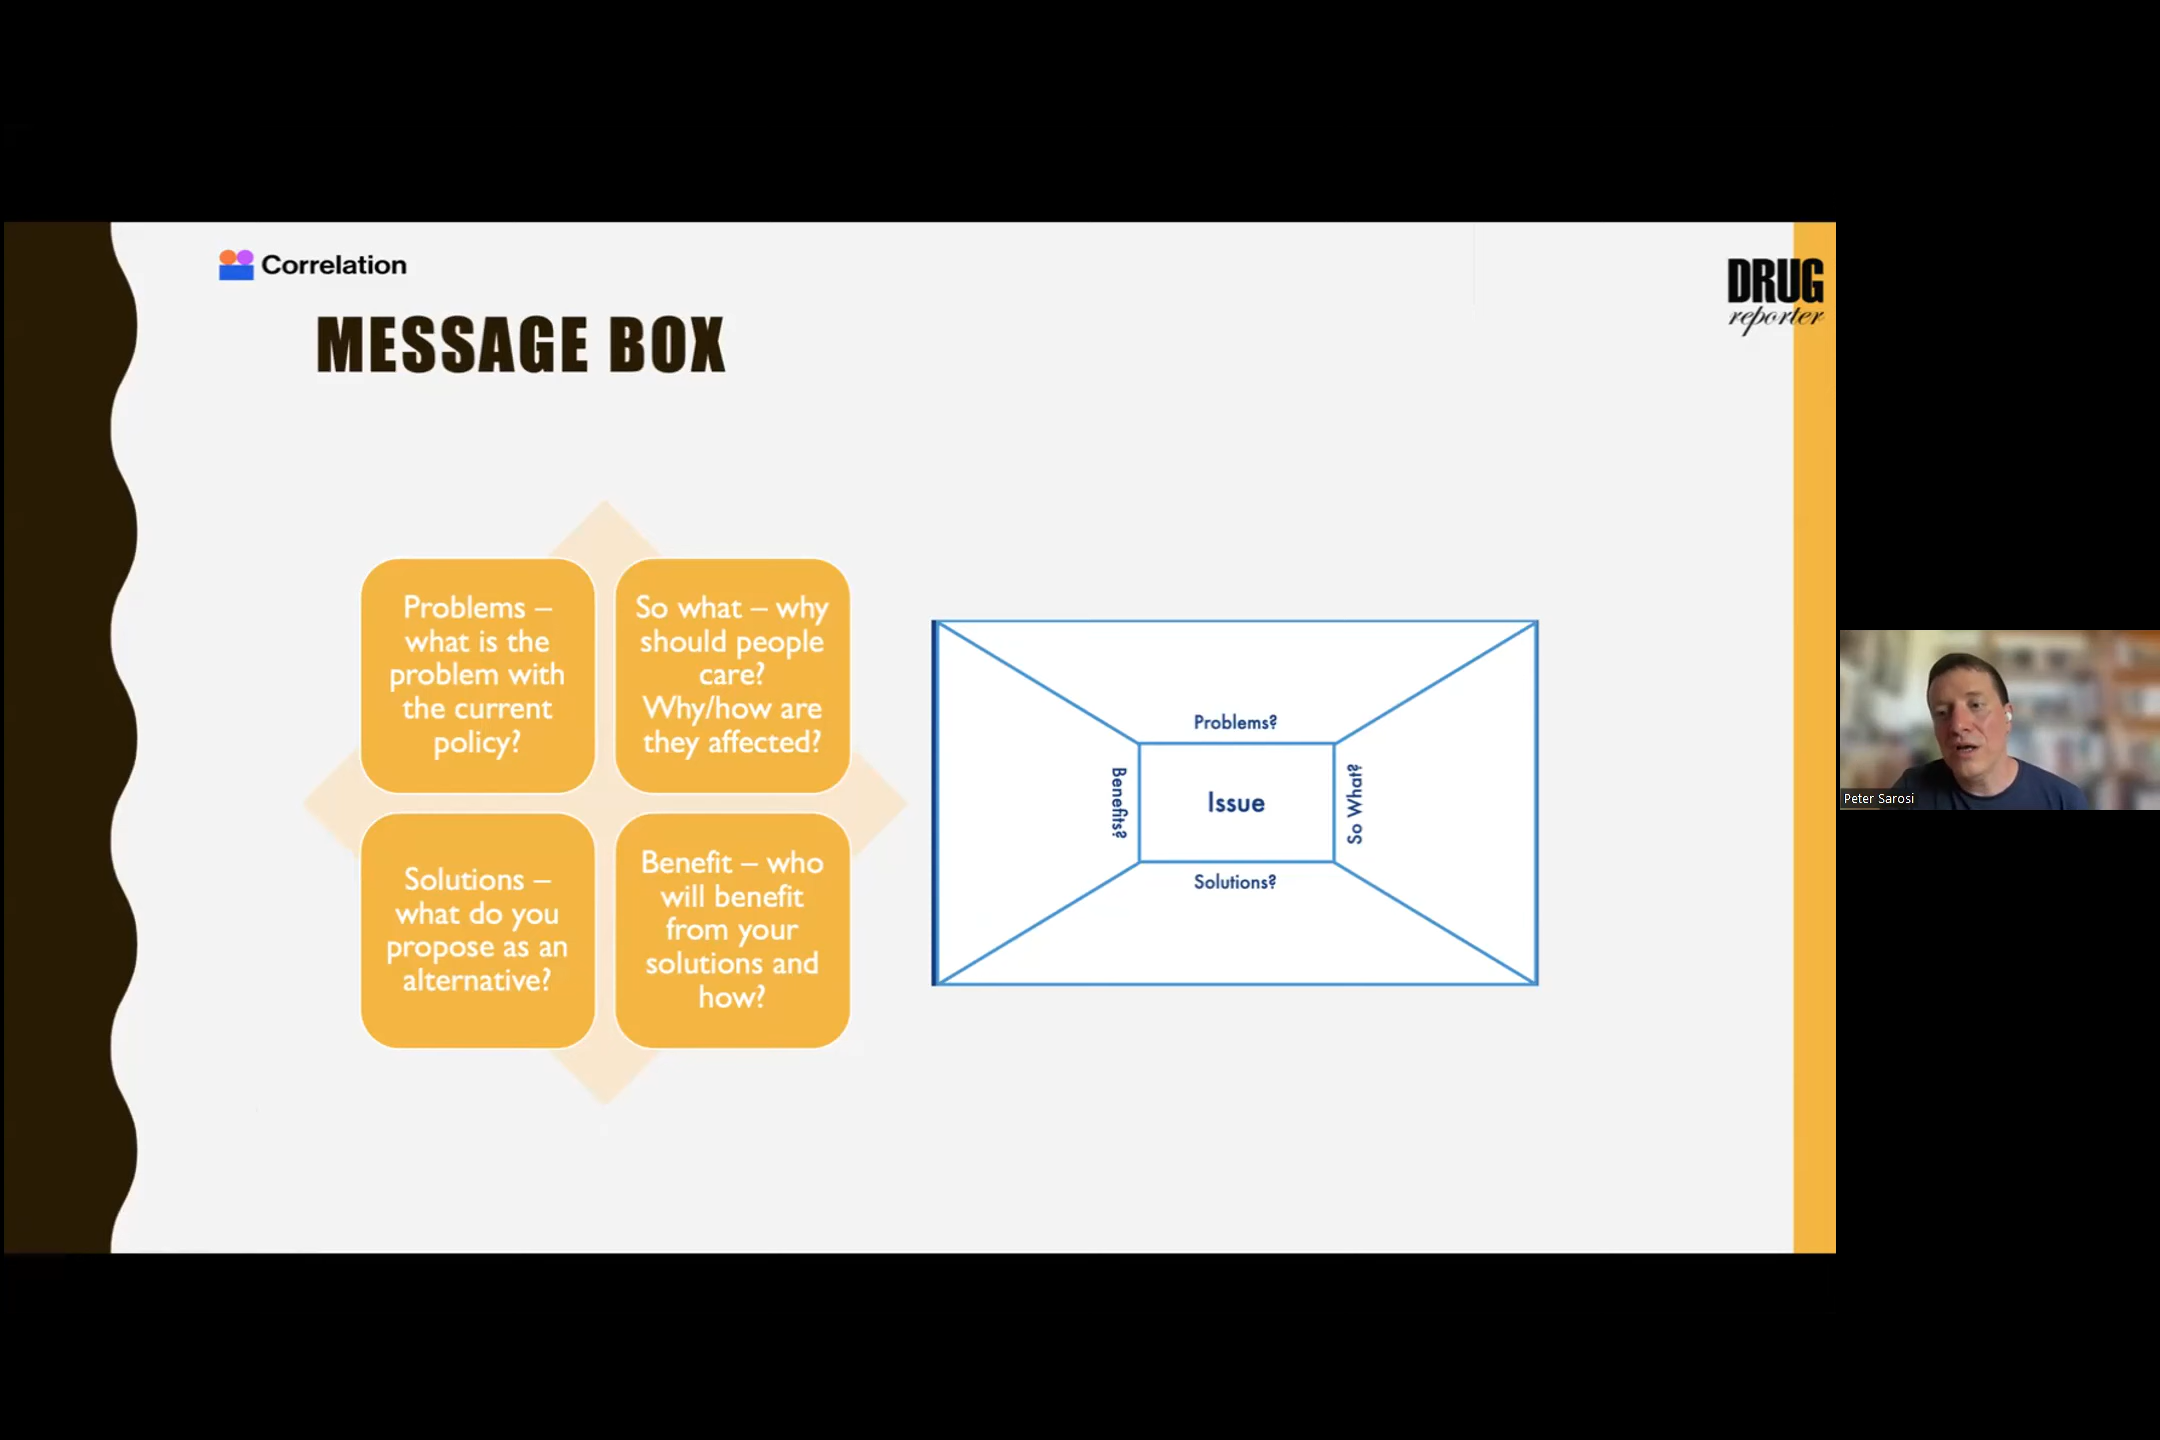 Correlation
DRUG
reporter
MESSAGE BOX
Problems –
what is the
problem with
the current
policy?
So what – why
should people
care?
Why/how are
they affected?
Solutions –
what do you
propose as an
alternative?
Benefit – who
will benefit
from your
solutions and
how?
Problems?
Benefits?
Issue
So What?
Solutions?
Peter Sarosi